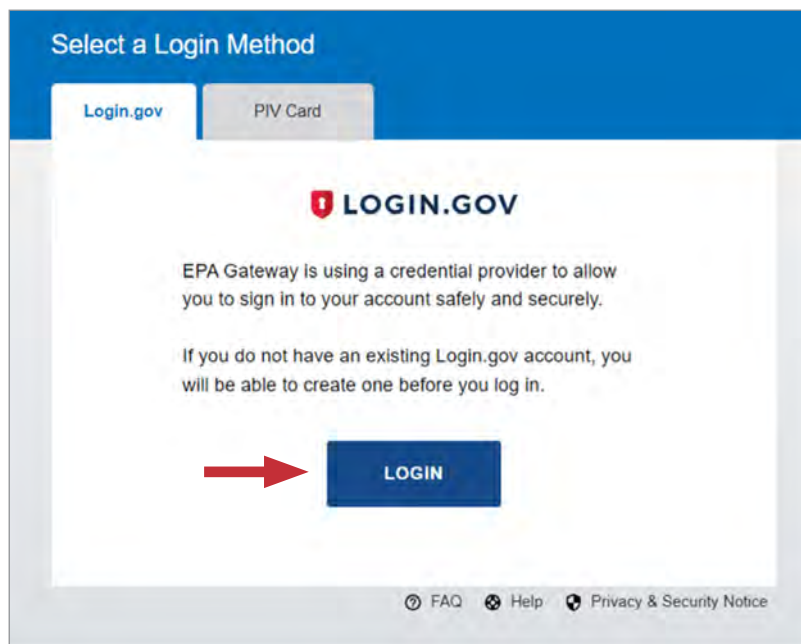 Select a Login Method
Login.gov
PIV Card
LOGIN.GOV
EPA Gateway is using a credential provider to allow
you to sign in to your account safely and securely.
If you do not have an existing Login.gov account, you
will be able to create one before you log in.
LOGIN
FAQ
Help
Privacy & Security Notice